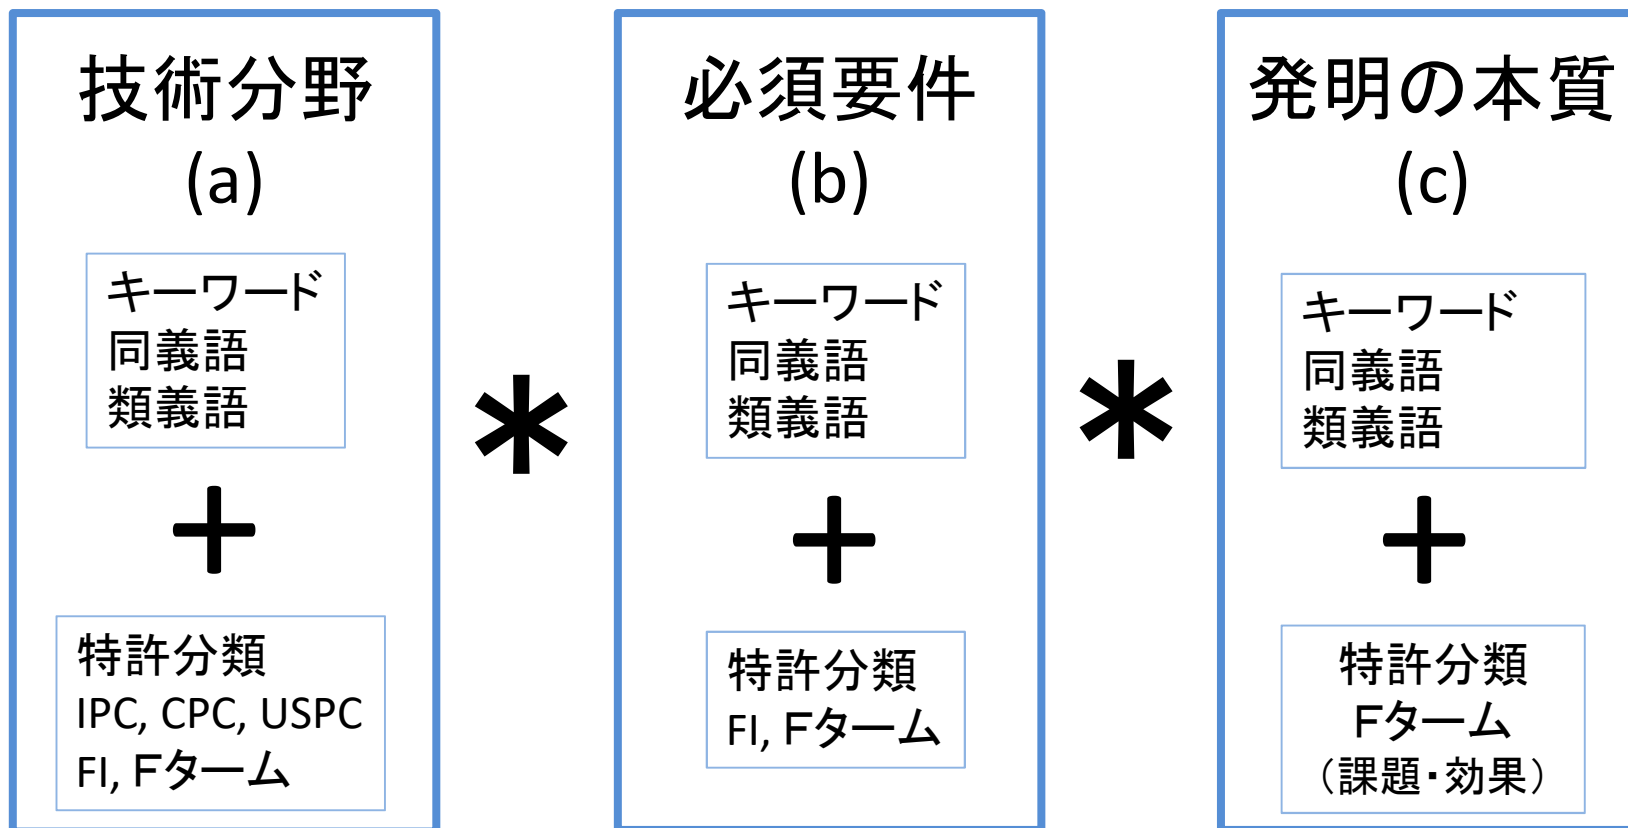 技術分野
(a)
キーワード
同義語
類義語
+
特許分類
IPC, CPC, USPC
FI, Fターム
*
必須要件
(b)
キーワード
同義語
類義語
+
特許分類
FI, Fターム
*
発明の本質
(c)
キーワード
同義語
類義語
+
特許分類
Fターム
（課題・効果）